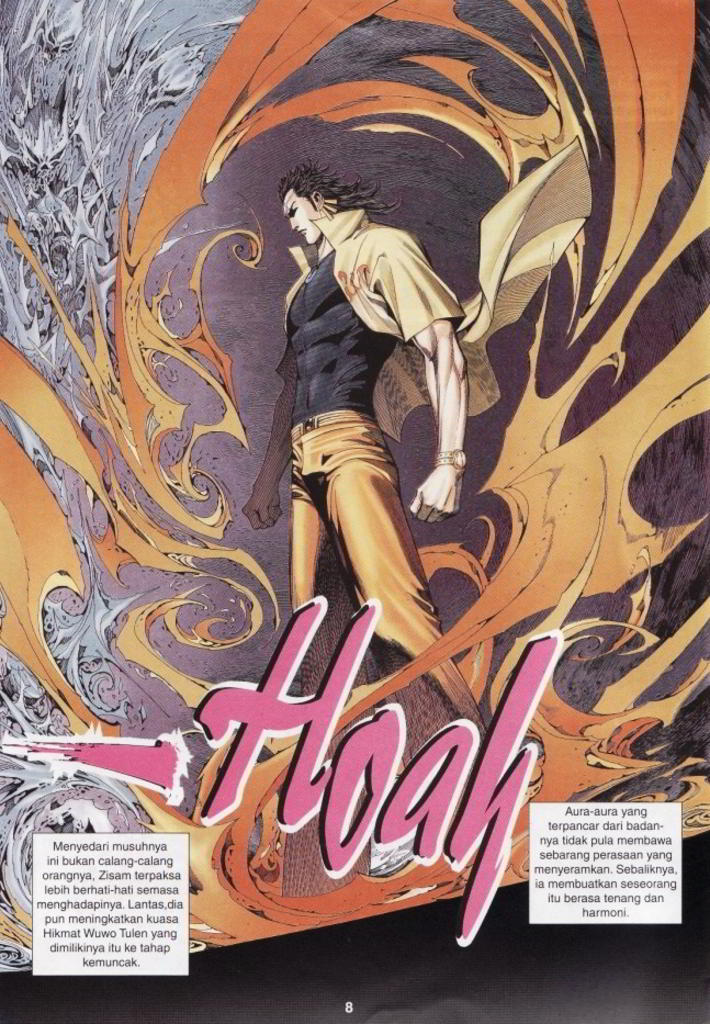 Hoah
Menyedari musuhnya
ini bukan calang-calang
orangnya, Zisam terpaksa
lebih berhati-hati semasa
menghadapinya. Lantas,dia
pun meningkatkan kuasa
Hikmat Wuwo Tulen yang
dimilikinya itu ke tahap
kemuncak.
Aura-aura yang
terpancar dari badan-
nya tidak pula membawa
sebarang perasaan yang
menyeramkan. Sebaliknya,
ia membuatkan seseorang
itu berasa tenang dan
harmoni.
8